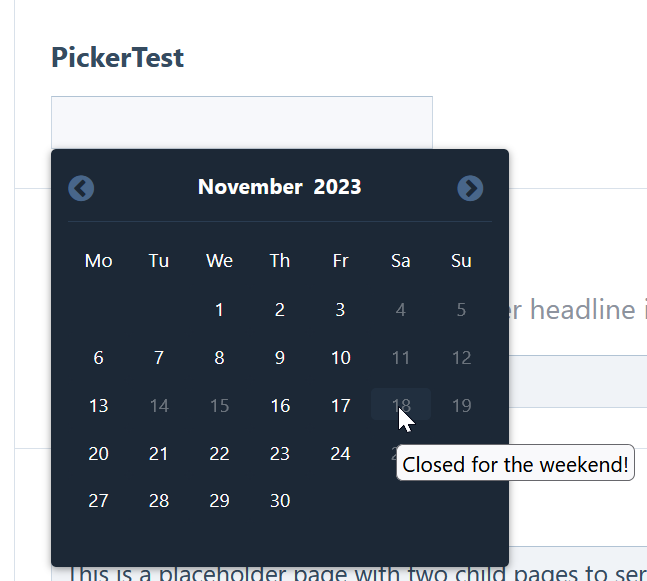 PickerTest
November 2023
Mo Tu We Th Fr Sa Su
1 2 3 4 5
er headline i
6 7 8 9 10 11 12
13 14 15 16 17 18 19
20 21 22 23 24
Closed for the weekend!
27 28 29 30
This is a placeholder page with two child pages to ser